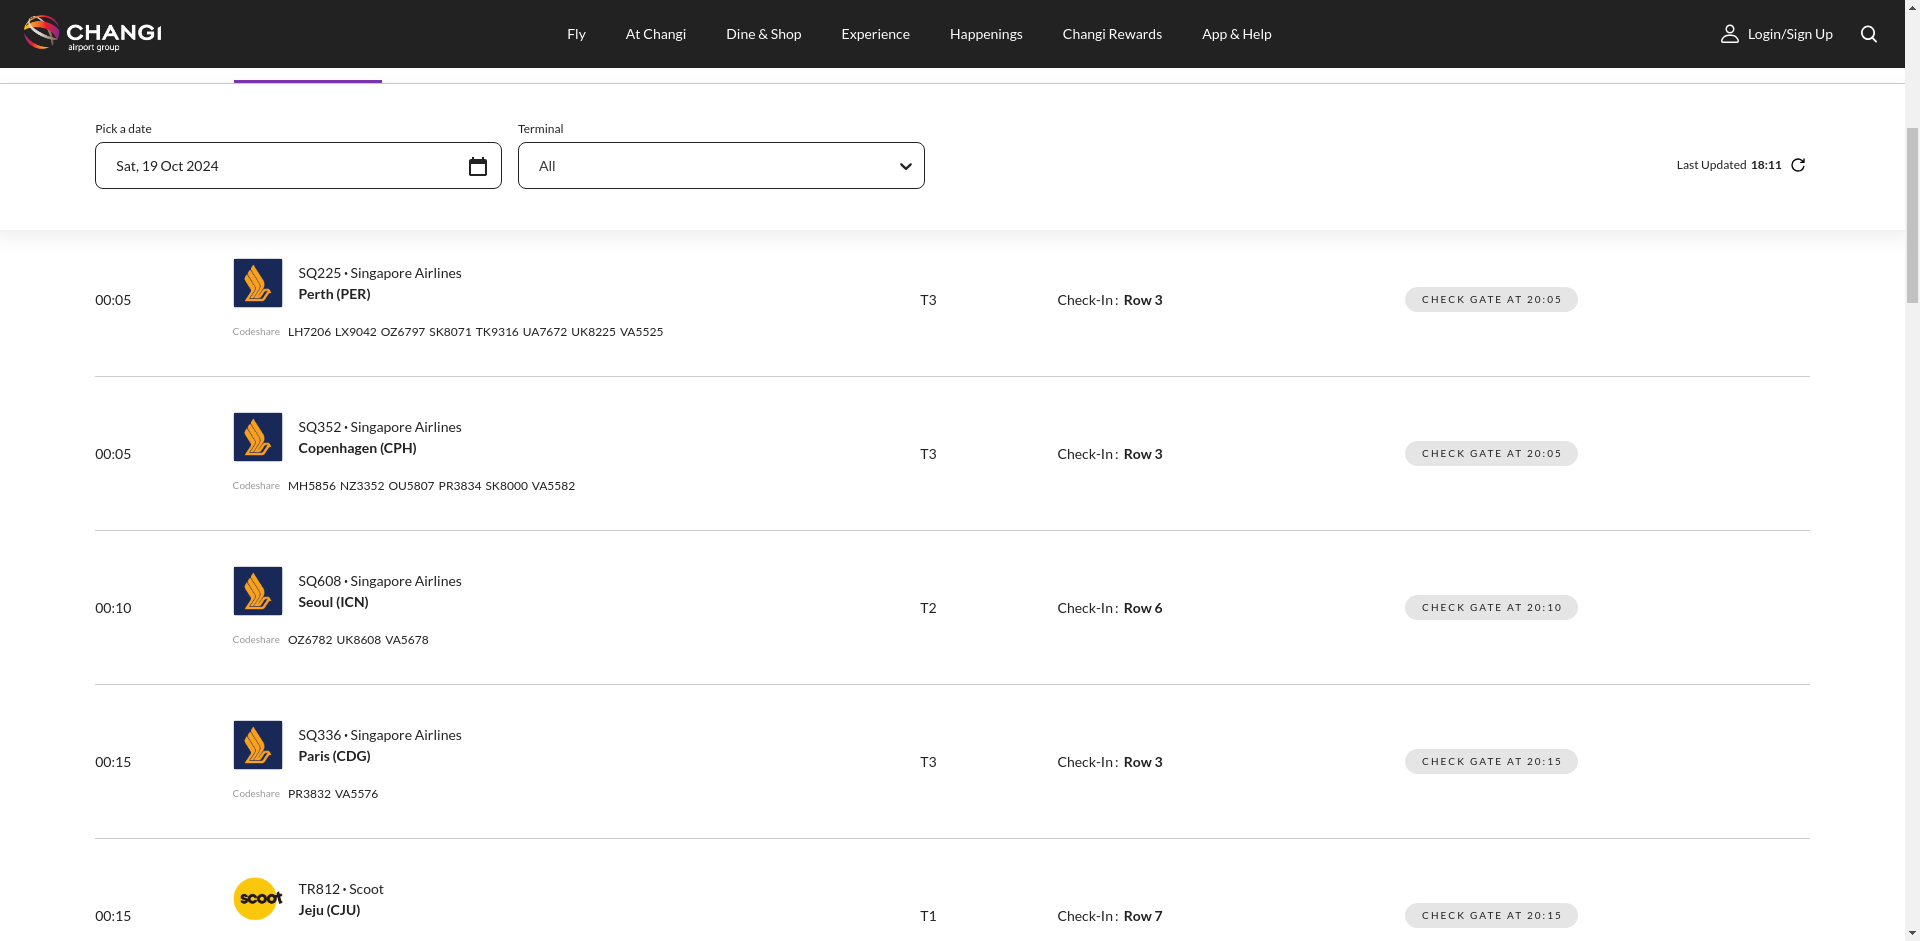 CHANGI
airport group
Fly
At Changi
Dine & Shop
Experience
Happenings
Changi Rewards
App & Help
Login/Sign Up
Pick a date
Sat, 19 Oct 2024
Terminal
All
Last Updated 18:11
00:05
SQ225 • Singapore Airlines
Perth (PER)
Codeshare LH7206 LX9042 OZ6797 SK8071 TK9316 UA7672 UK8225 VA5525
T3
Check-In : Row 3
CHECK GATE AT 20:05
00:05
SQ352 • Singapore Airlines
Copenhagen (CPH)
Codeshare MH5856 NZ3352 OU5807 PR3834 SK8000 VA5582
T3
Check-In : Row 3
CHECK GATE AT 20:05
00:10
SQ608 • Singapore Airlines
Seoul (ICN)
Codeshare OZ6782 UK8608 VA5678
T2
Check-In : Row 6
CHECK GATE AT 20:10
00:15
SQ336 • Singapore Airlines
Paris (CDG)
Codeshare PR3832 VA5576
T3
Check-In : Row 3
CHECK GATE AT 20:15
00:15
scoot
TR812 • Scoot
Jeju (CJU)
T1
Check-In : Row 7
CHECK GATE AT 20:15